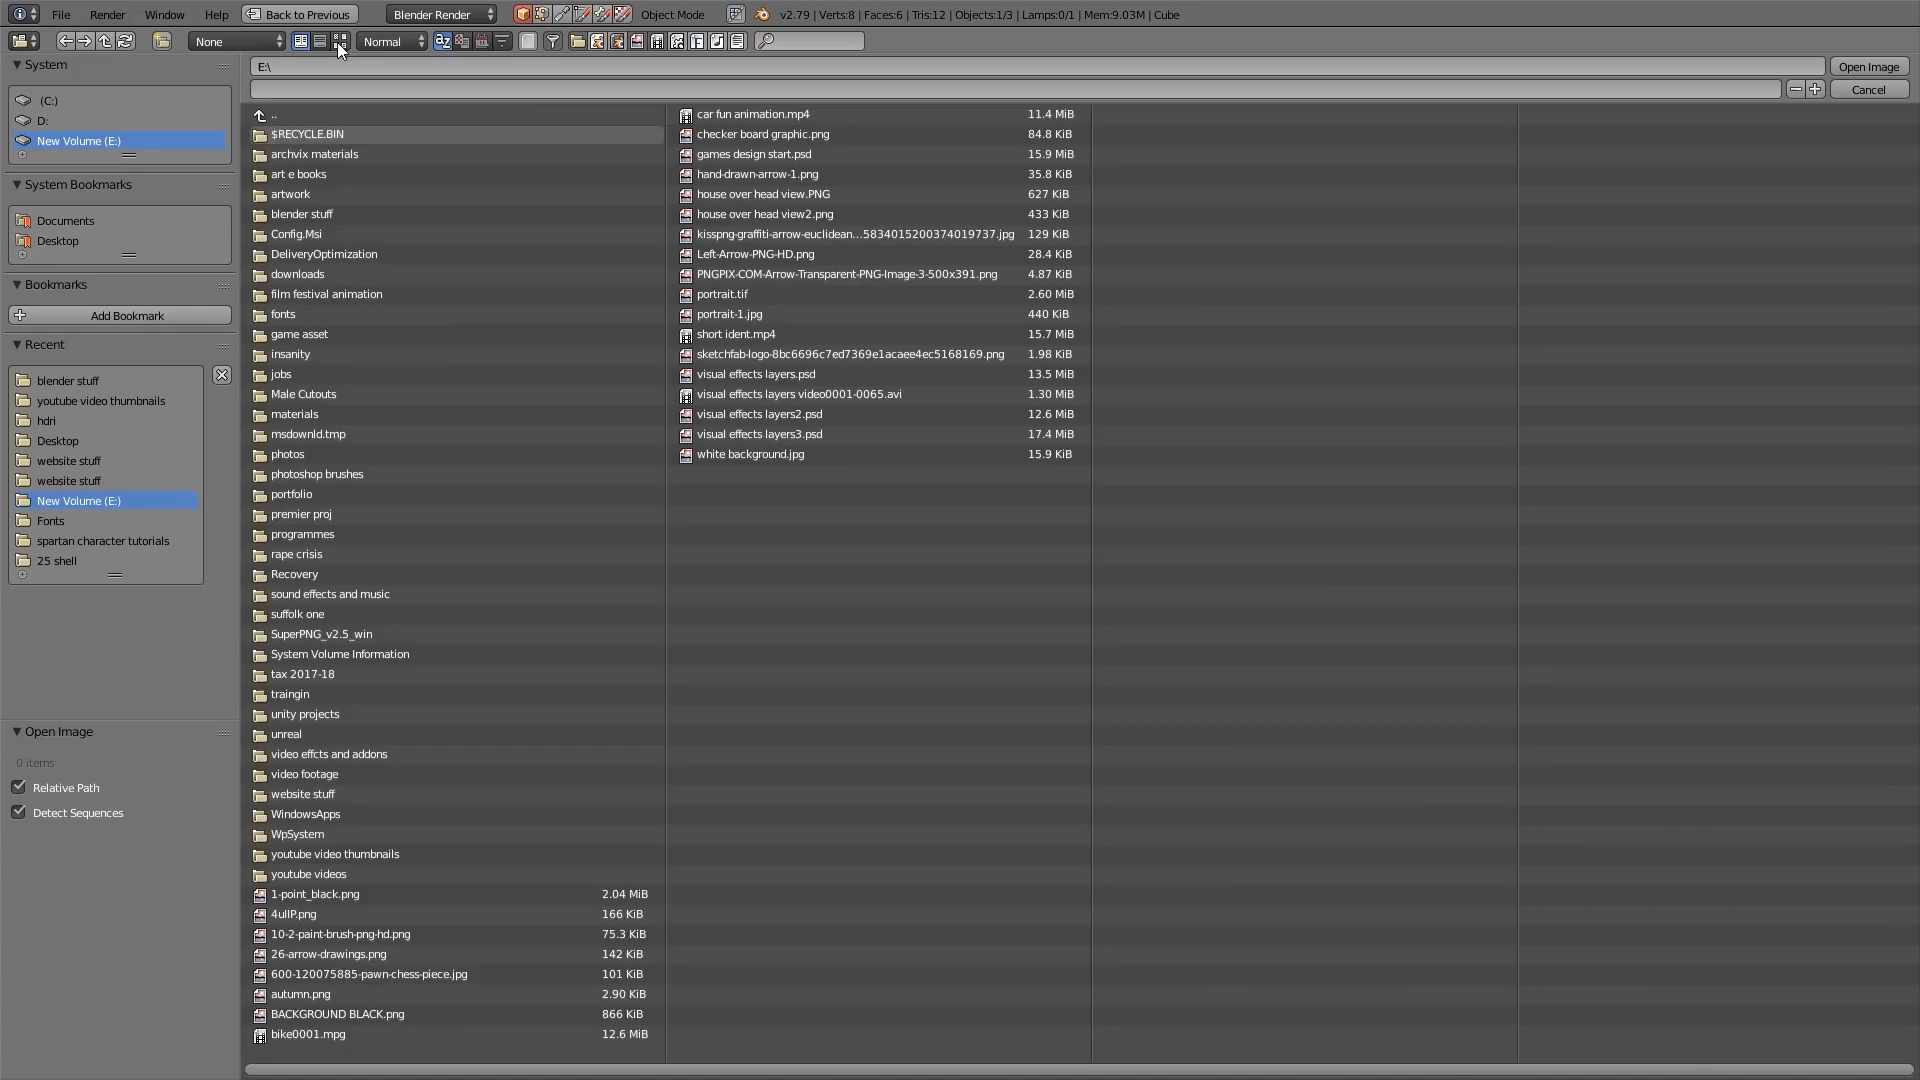 File Render Window Help Back to Previous Blender Render Object Mode v2.79 | Verts:8 | Faces:6 | Tris:12 | Objects:1/3 | Lamps:0/1 | Mem:9.03M | Cube
None Normal
System
(C:)
D:
New Volume (E:)
System Bookmarks
Documents
Desktop
Bookmarks
Add Bookmark
Recent
blender stuff
youtube video thumbnails
hdri
Desktop
website stuff
website stuff
New Volume (E:)
Fonts
spartan character tutorials
25 shell
Open Image
0 items
Relative Path
Detect Sequences
E:\
Open Image
Cancel
..
$RECYCLE.BIN
archvix materials
art e books
artwork
blender stuff
Config.Msi
DeliveryOptimization
downloads
film festival animation
fonts
game asset
insanity
jobs
Male Cutouts
materials
msdownld.tmp
photos
photoshop brushes
portfolio
premier proj
programmes
rape crisis
Recovery
sound effects and music
suffolk one
SuperPNG_v2.5_win
System Volume Information
tax 2017-18
traingin
unity projects
unreal
video effcts and addons
video footage
website stuff
WindowsApps
WpSystem
youtube video thumbnails
youtube videos
1-point_black.png 2.04 MiB
4ullP.png 166 KiB
10-2-paint-brush-png-hd.png 75.3 KiB
26-arrow-drawings.png 142 KiB
600-120075885-pawn-chess-piece.jpg 101 KiB
autumn.png 2.90 KiB
BACKGROUND BLACK.png 866 KiB
bike0001.mpg 12.6 MiB
car fun animation.mp4 11.4 MiB
checker board graphic.png 84.8 KiB
games design start.psd 15.9 MiB
hand-drawn-arrow-1.png 35.8 KiB
house over head view.PNG 627 KiB
house over head view2.png 433 KiB
kisspng-graffiti-arrow-euclidean...5834015200374019737.jpg 129 KiB
Left-Arrow-PNG-HD.png 28.4 KiB
PNGPIX-COM-Arrow-Transparent-PNG-Image-3-500x391.png 4.87 KiB
portrait.tif 2.60 MiB
portrait-1.jpg 440 KiB
short ident.mp4 15.7 MiB
sketchfab-logo-8bc6696c7ed7369e1acaee4ec5168169.png 1.98 KiB
visual effects layers.psd 13.5 MiB
visual effects layers video0001-0065.avi 1.30 MiB
visual effects layers2.psd 12.6 MiB
visual effects layers3.psd 17.4 MiB
white background.jpg 15.9 KiB